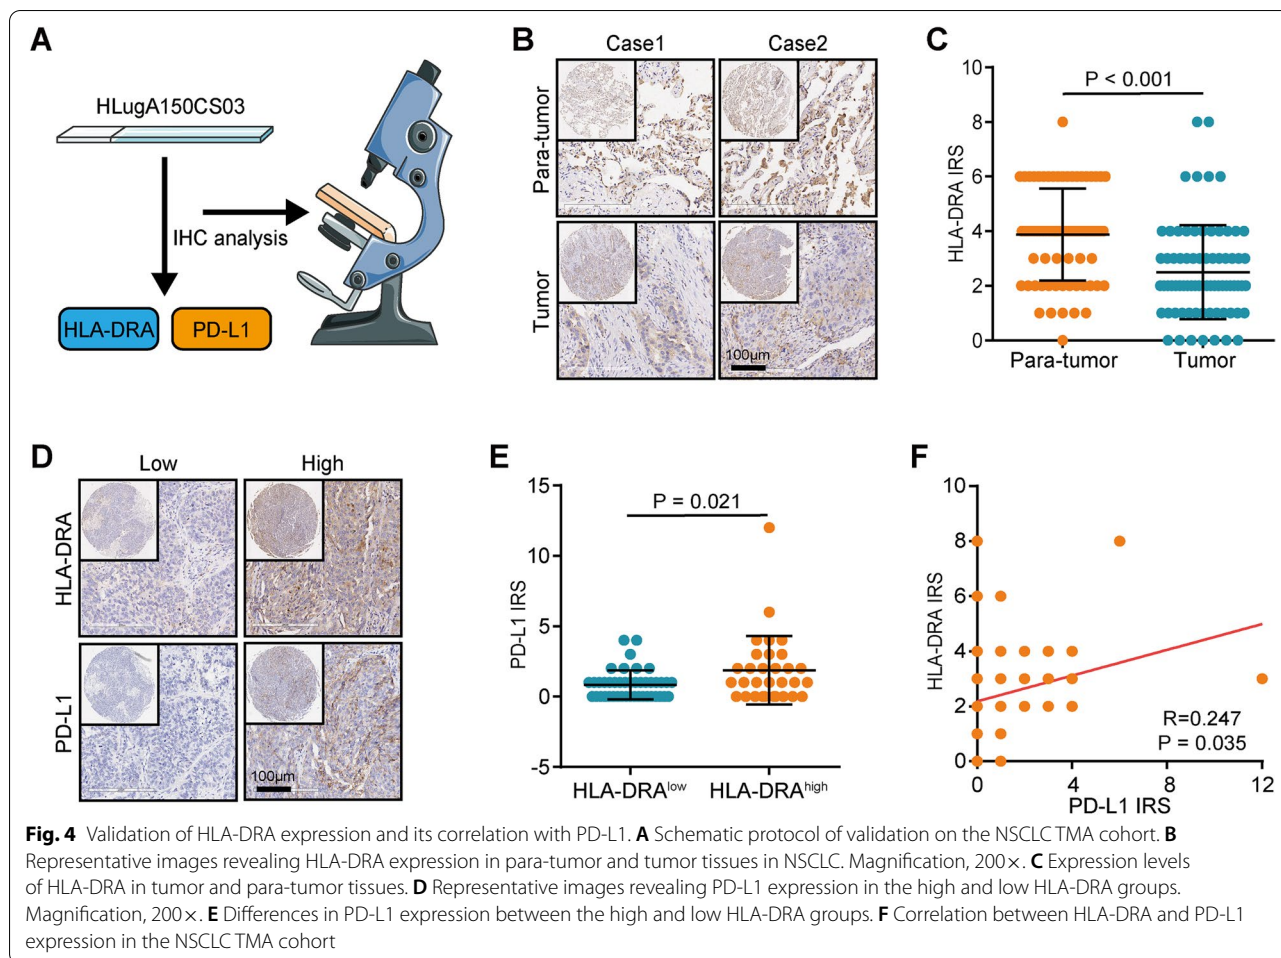 A
HLugA150CS03
IHC analysis
HLA-DRA
PD-L1
B
Case1
Case2
Para-tumor
Tumor
100μm
C
P < 0.001
HLA-DRA IRS
10
8
6
4
2
0
Para-tumor
Tumor
D
Low
High
HLA-DRA
PD-L1
100μm
E
P = 0.021
PD-L1 IRS
15
10
5
0
-5
HLA-DRAlow
HLA-DRAhigh
F
HLA-DRA IRS
10
8
6
4
2
0
R=0.247
P = 0.035
0
4
8
12
PD-L1 IRS
Fig. 4 Validation of HLA-DRA expression and its correlation with PD-L1. A Schematic protocol of validation on the NSCLC TMA cohort. B
Representative images revealing HLA-DRA expression in para-tumor and tumor tissues in NSCLC. Magnification, 200×. C Expression levels
of HLA-DRA in tumor and para-tumor tissues. D Representative images revealing PD-L1 expression in the high and low HLA-DRA groups.
Magnification, 200×. E Differences in PD-L1 expression between the high and low HLA-DRA groups. F Correlation between HLA-DRA and PD-L1
expression in the NSCLC TMA cohort